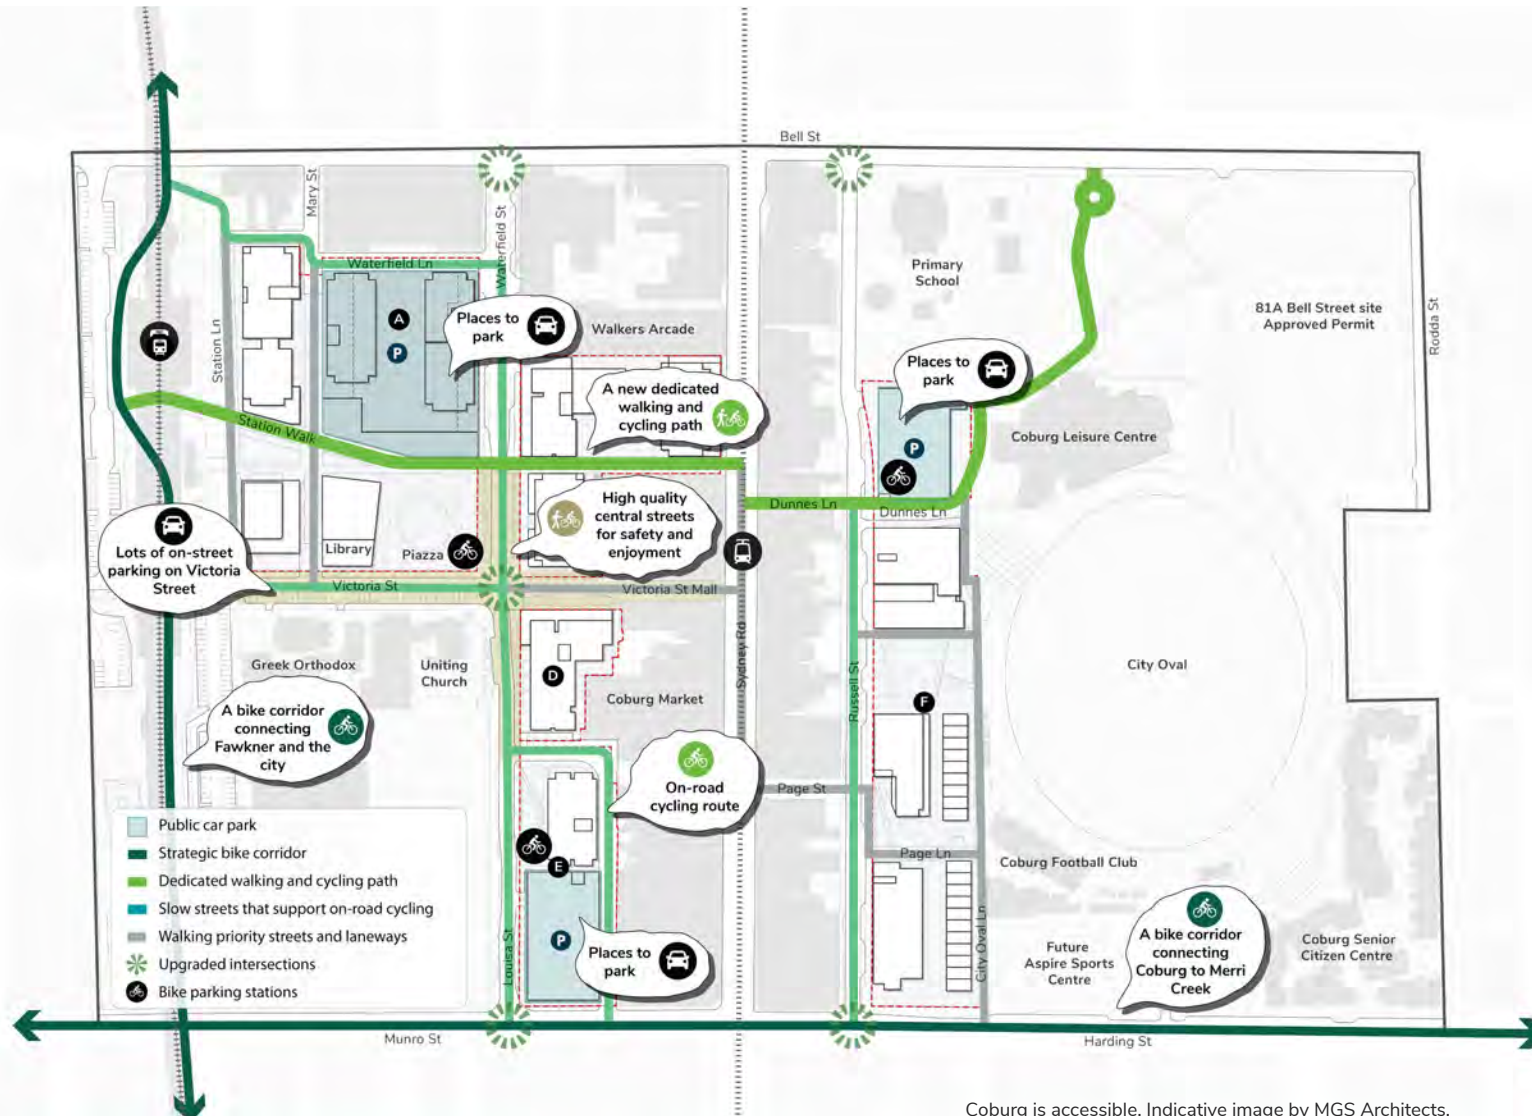 Bell St
Mary St
Waterfield St
Waterfield Ln
Station Ln
A
P
Places to
park
Walkers Arcade
Primary
School
81A Bell Street site
Approved Permit
Rodda St
Places to
park
A new dedicated
walking and
cycling path
Station Walk
Coburg Leisure Centre
P
High quality
central streets
for safety and
enjoyment
Dunnes Ln
Dunnes Ln
Lots of on-street
parking on Victoria
Street
Library
Piazza
Victoria St
Victoria St Mall
Sydney Rd
Greek Orthodox
Uniting
Church
D
Coburg Market
Russell St
City Oval
F
A bike corridor
connecting
Fawkner and the
city
On-road
cycling route
Page St
Page Ln
Coburg Football Club
E
P
Places to
park
Louisa St
City Oval Ln
Future
Aspire Sports
Centre
A bike corridor
connecting
Coburg to Merri
Creek
Coburg Senior
Citizen Centre
Public car park
Strategic bike corridor
Dedicated walking and cycling path
Slow streets that support on-road cycling
Walking priority streets and laneways
Upgraded intersections
Bike parking stations
Munro St
Harding St
Coburg is accessible. Indicative image by MGS Architects.